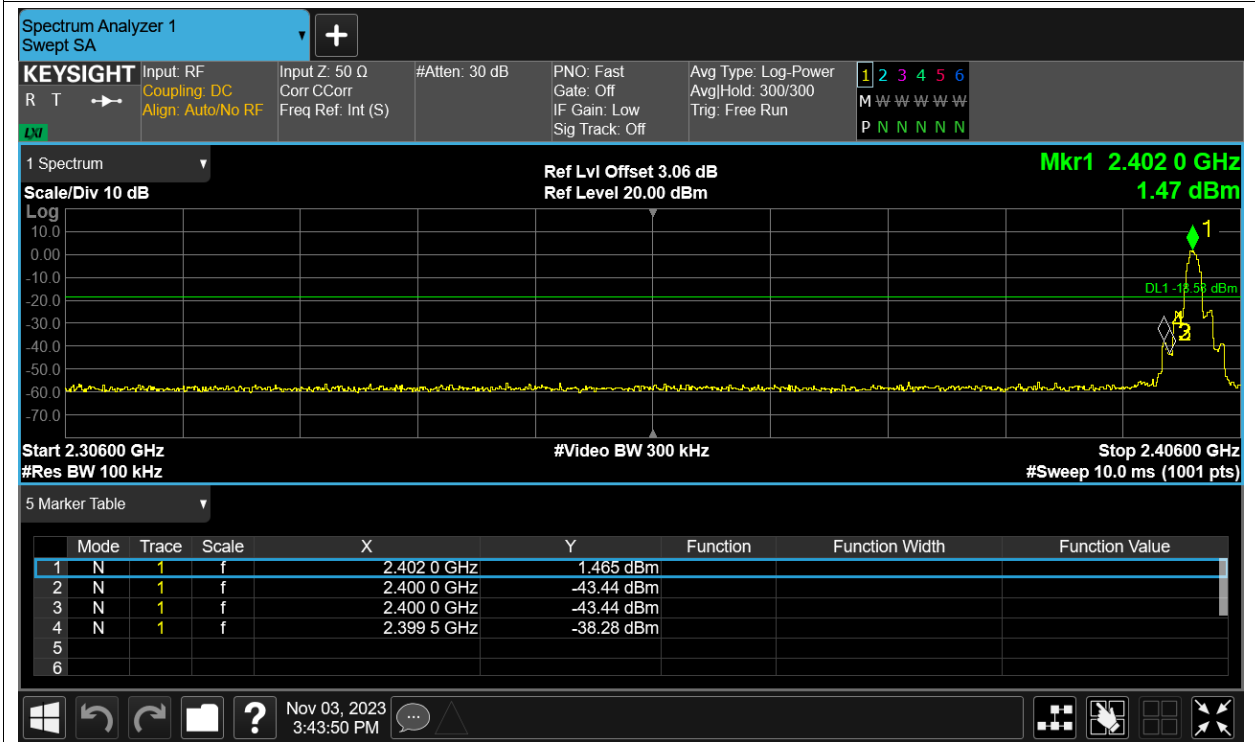 Spectrum Analyzer 1
Swept SA
+
KEYSIGHT
R T
LXI
Input: RF
Coupling: DC
Align: Auto/No RF
Input Z: 50 Ω
Corr CCorr
Freq Ref: Int (S)
#Atten: 30 dB
PNO: Fast
Gate: Off
IF Gain: Low
Sig Track: Off
Avg Type: Log-Power
Avg|Hold: 300/300
Trig: Free Run
1 2 3 4 5 6
M W W W W W
P N N N N N
1 Spectrum
Scale/Div 10 dB
Ref Lvl Offset 3.06 dB
Ref Level 20.00 dBm
Mkr1 2.402 0 GHz
1.47 dBm
Log
10.0
0.00
-10.0
-20.0
-30.0
-40.0
-50.0
-60.0
-70.0
1
DL1 -18.53 dBm
Start 2.30600 GHz
#Res BW 100 kHz
#Video BW 300 kHz
Stop 2.40600 GHz
#Sweep 10.0 ms (1001 pts)
5 Marker Table
Mode Trace Scale X Y Function Function Width Function Value
1 N 1 f 2.402 0 GHz 1.465 dBm
2 N 1 f 2.400 0 GHz -43.44 dBm
3 N 1 f 2.400 0 GHz -43.44 dBm
4 N 1 f 2.399 5 GHz -38.28 dBm
5
6
?
Nov 03, 2023
3:43:50 PM